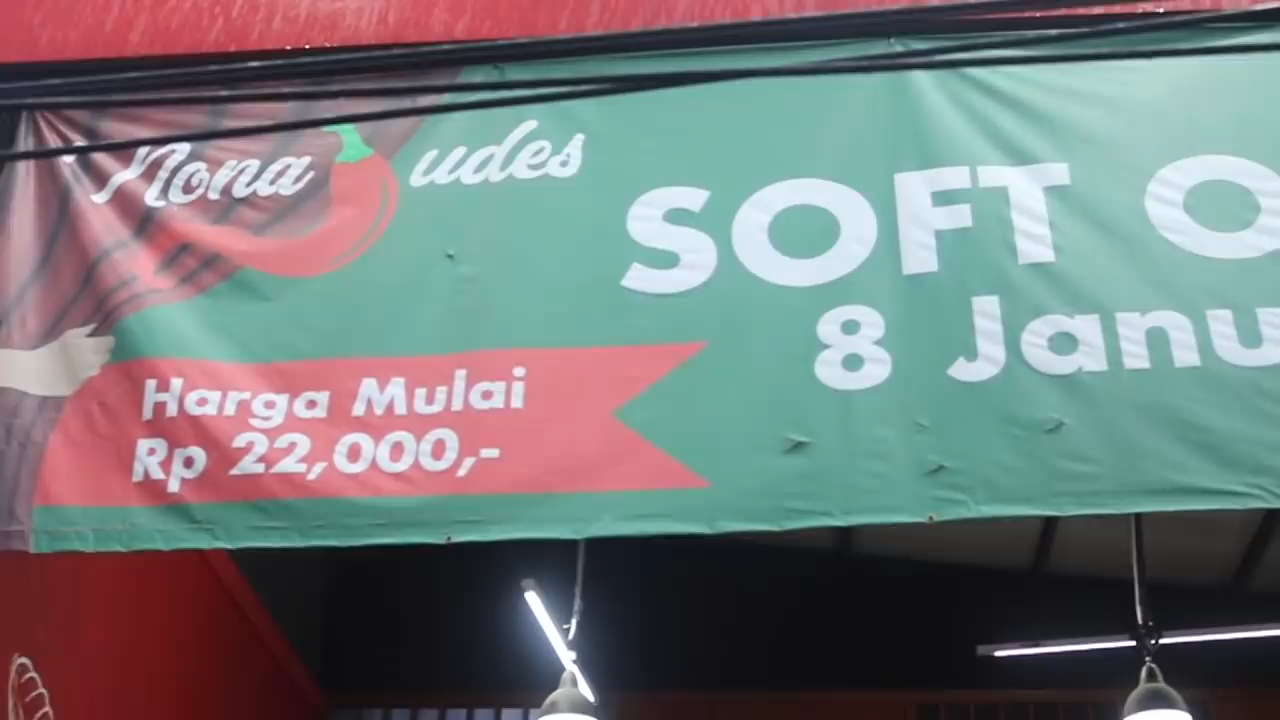 Nona udes
SOFT O
8 Janu
Harga Mulai
Rp 22,000,-